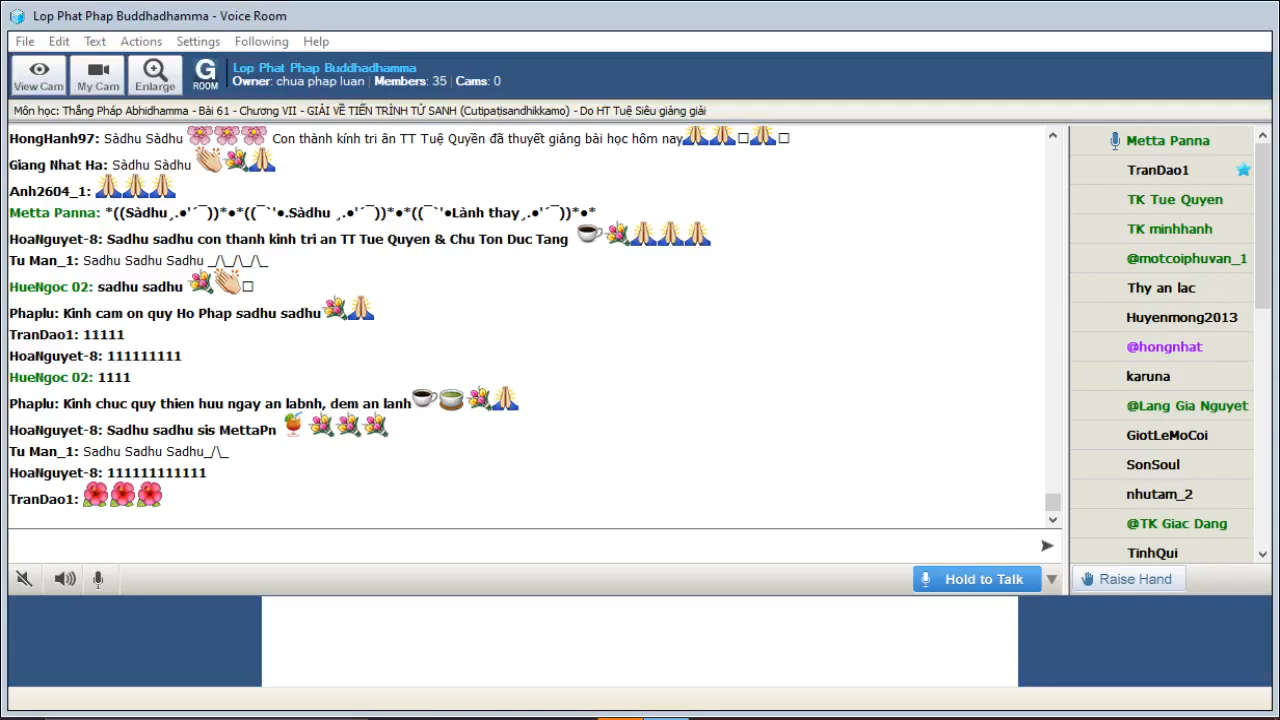 Lop Phat Phap Buddhadhamma - Voice Room
File Edit Text Actions Settings Following Help
View Cam My Cam Enlarge G ROOM
Lop Phat Phap Buddhadhamma
Owner: chua phap luan | Members: 35 | Cams: 0
Môn học: Thắng Pháp Abhidhamma - Bài 61 - Chương VII - GIẢI VỀ TIẾN TRÌNH TỬ SANH (Cutipaṭisandhikkamo) - Do HT Tuệ Siêu giảng giải
HongHanh97: Sàdhu Sàdhu Con thành kính tri ân TT Tuệ Quyền đã thuyết giảng bài học hôm nay
Giang Nhat Ha: Sàdhu Sàdhu
Anh2604_1:
Metta Panna: *((Sàdhu¸.•'´¯))*•*((¯`'•.Sàdhu ¸.•'´¯))*•*((¯`'•Lành thay¸.•'´¯))*•*
HoaNguyet-8: Sadhu sadhu con thanh kinh tri an TT Tue Quyen & Chu Ton Duc Tang
Tu Man_1: Sadhu Sadhu Sadhu _/\_/\_/\_
HueNgoc 02: sadhu sadhu
Phaplu: Kinh cam on quy Ho Phap sadhu sadhu
TranDao1: 11111
HoaNguyet-8: 111111111
HueNgoc 02: 1111
Phaplu: Kinh chuc quy thien huu ngay an labnh, dem an lanh
HoaNguyet-8: Sadhu sadhu sis MettaPn
Tu Man_1: Sadhu Sadhu Sadhu_/\_
HoaNguyet-8: 111111111111
TranDao1:
Metta Panna
TranDao1
TK Tue Quyen
TK minhhanh
@motcoiphuvan_1
Thy an lac
Huyenmong2013
@hongnhat
karuna
@Lang Gia Nguyet
GiotLeMoCoi
SonSoul
nhutam_2
@TK Giac Dang
TinhQui
Hold to Talk
Raise Hand